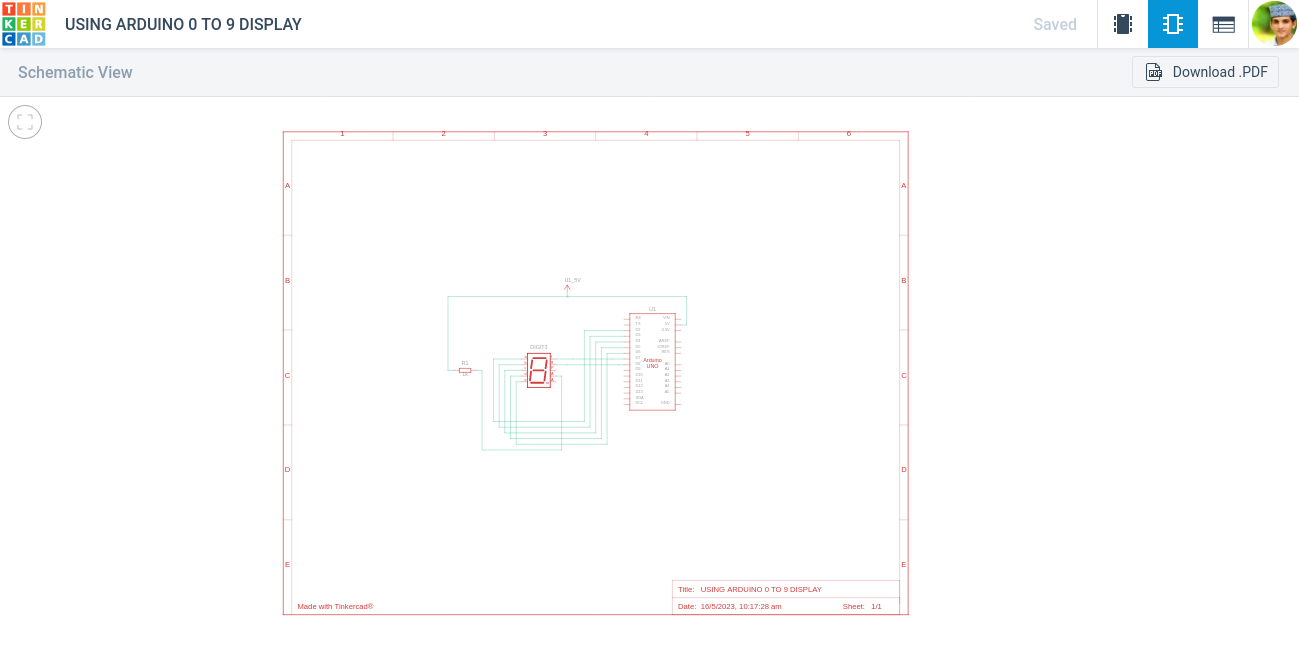 TIN
KER
CAD
USING ARDUINO 0 TO 9 DISPLAY
Saved
Schematic View
PDF
Download .PDF
1 2 3 4 5 6
A A
B B
U1_5V
U1
DIGIT3
R1
Arduino
UNO
C C
D D
E E
Title: USING ARDUINO 0 TO 9 DISPLAY
Made with Tinkercad®
Date: 16/5/2023, 10:17:28 am Sheet: 1/1